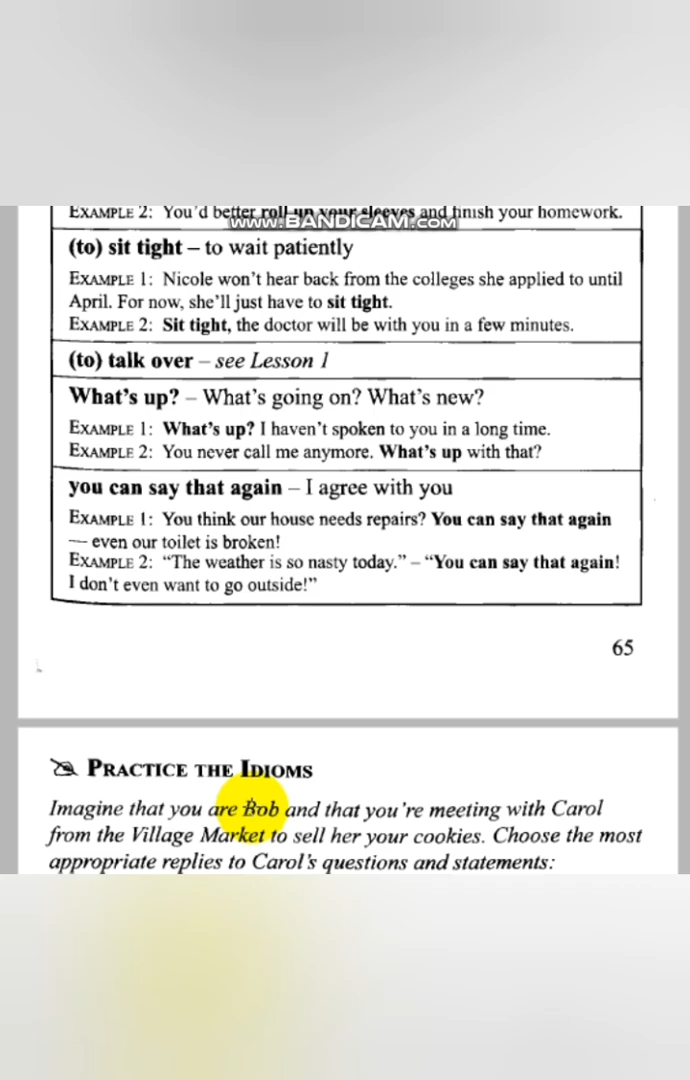 EXAMPLE 2: You'd better roll up your sleeves and finish your homework.
WWW.BANDICAM.COM
(to) sit tight – to wait patiently
EXAMPLE 1: Nicole won't hear back from the colleges she applied to until
April. For now, she'll just have to sit tight.
EXAMPLE 2: Sit tight, the doctor will be with you in a few minutes.
(to) talk over – see Lesson 1
What's up? – What's going on? What's new?
EXAMPLE 1: What's up? I haven't spoken to you in a long time.
EXAMPLE 2: You never call me anymore. What's up with that?
you can say that again – I agree with you
EXAMPLE 1: You think our house needs repairs? You can say that again
— even our toilet is broken!
EXAMPLE 2: "The weather is so nasty today." – "You can say that again!
I don't even want to go outside!"
65
PRACTICE THE IDIOMS
Imagine that you are Bob and that you're meeting with Carol
from the Village Market to sell her your cookies. Choose the most
appropriate replies to Carol's questions and statements: